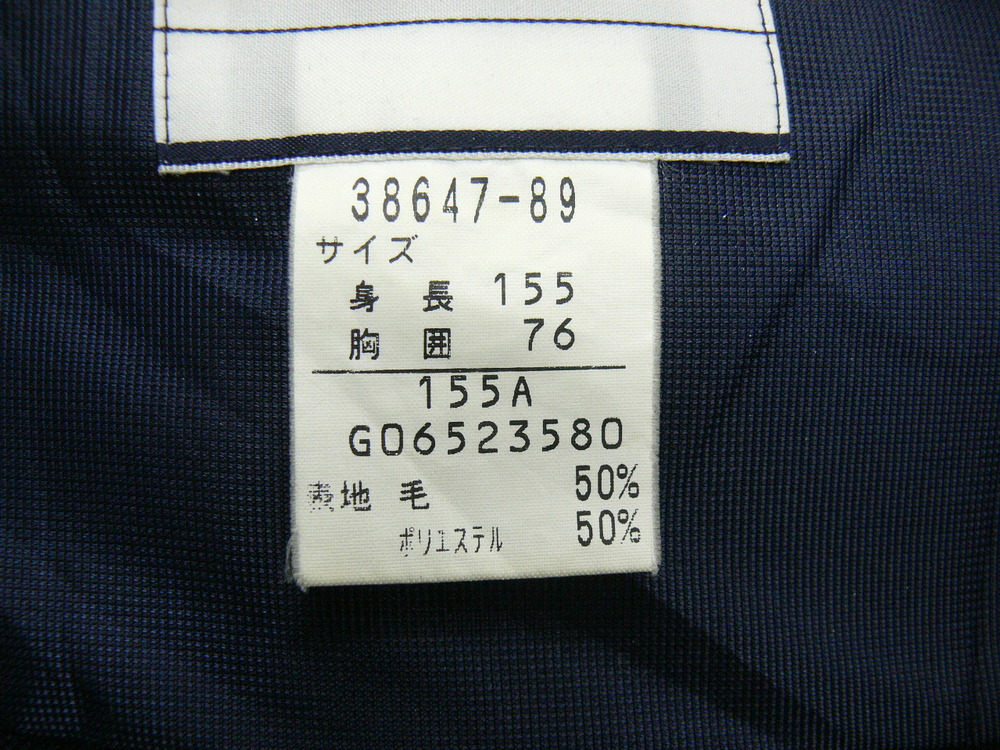 38647-89
サイズ
身長 155
胸囲 76
155A
G06523580
表地 毛 50%
ポリエステル 50%